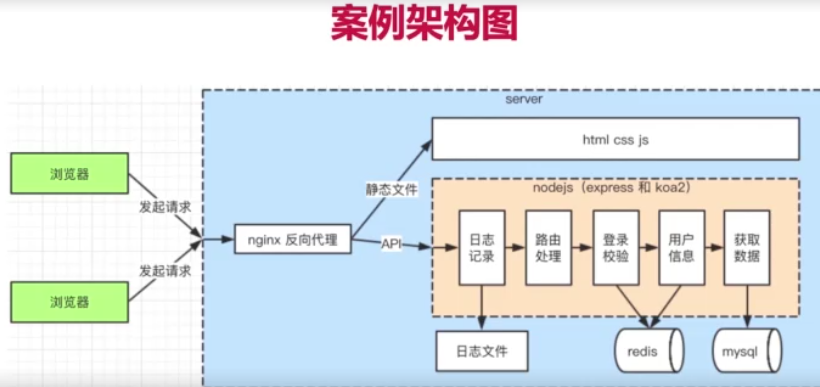 案例架构图
server
html css js
浏览器
静态文件
nodejs（express 和 koa2）
发起请求
nginx 反向代理
API
日志
记录
路由
处理
登录
校验
用户
信息
获取
数据
发起请求
浏览器
日志文件
redis
mysql